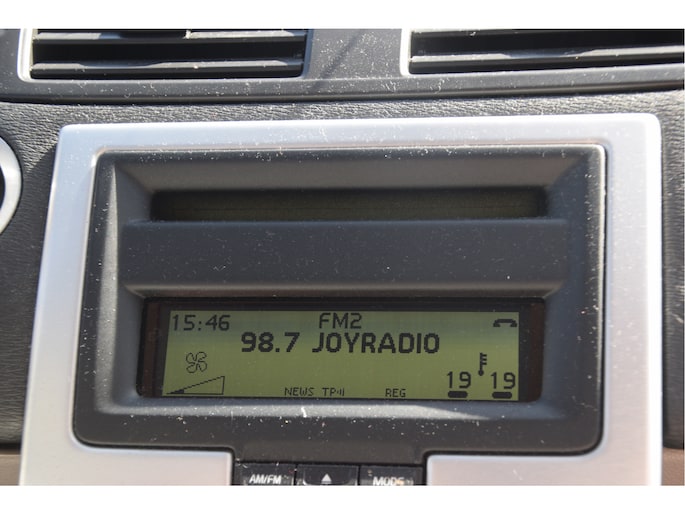 15:46 FM2
98.7 JOYRADIO
NEWS TP REG 19 19
AM/FM MODE